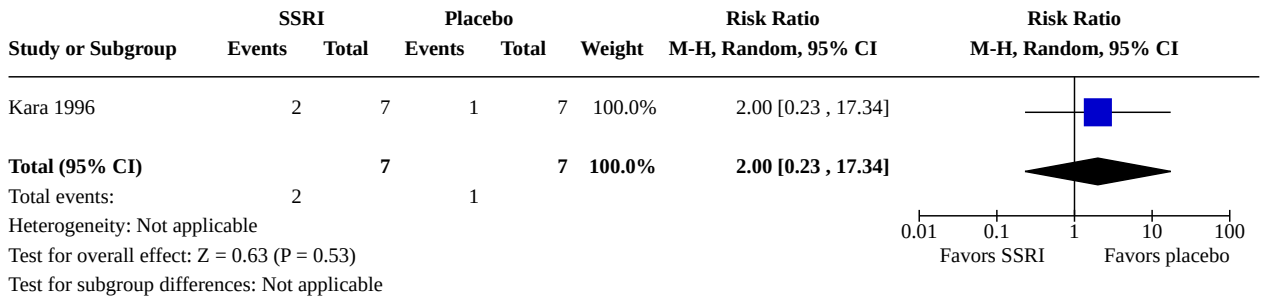 SSRI Placebo Risk Ratio Risk Ratio
Study or Subgroup Events Total Events Total Weight M-H, Random, 95% CI M-H, Random, 95% CI
Kara 1996 2 7 1 7 100.0% 2.00 [0.23 , 17.34]
Total (95% CI) 7 7 100.0% 2.00 [0.23 , 17.34]
Total events: 2 1
Heterogeneity: Not applicable
0.01 0.1 1 10 100
Test for overall effect: Z = 0.63 (P = 0.53) Favors SSRI Favors placebo
Test for subgroup differences: Not applicable